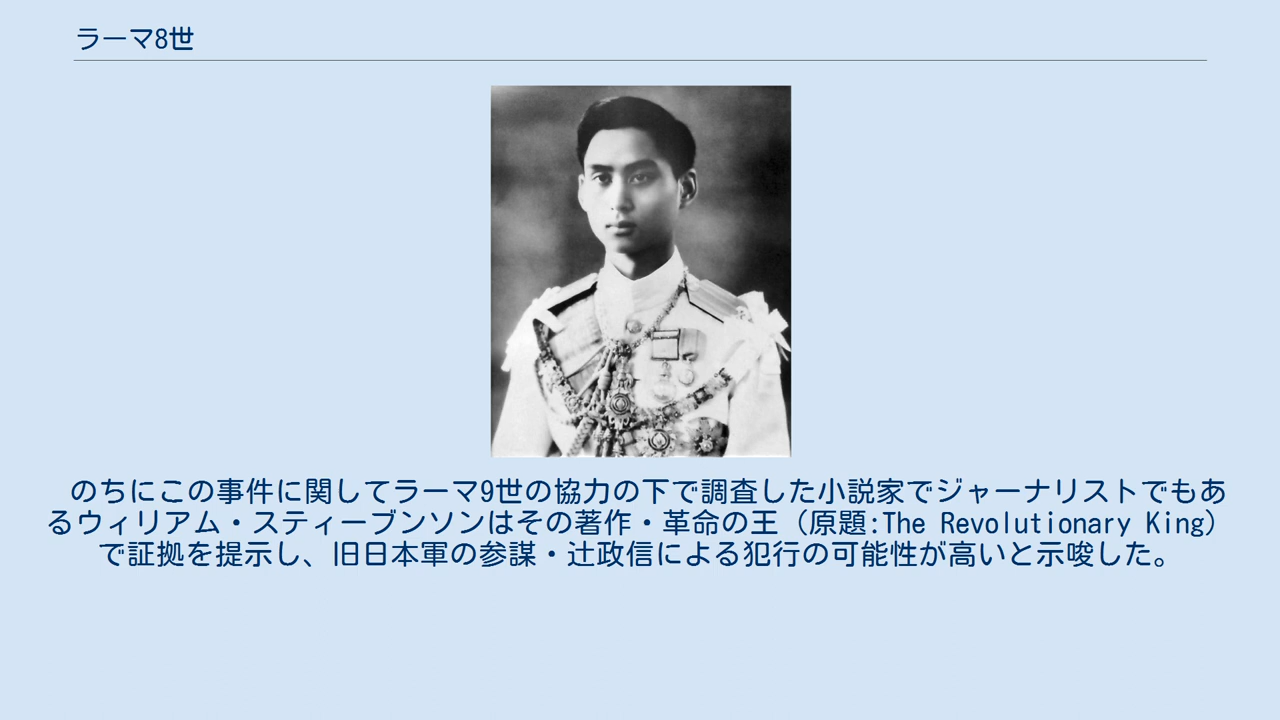 ラーマ8世
のちにこの事件に関してラーマ9世の協力の下で調査した小説家でジャーナリストでもあ
るウィリアム・スティーブンソンはその著作・革命の王（原題:The Revolutionary King）
で証拠を提示し、旧日本軍の参謀・辻政信による犯行の可能性が高いと示唆した。